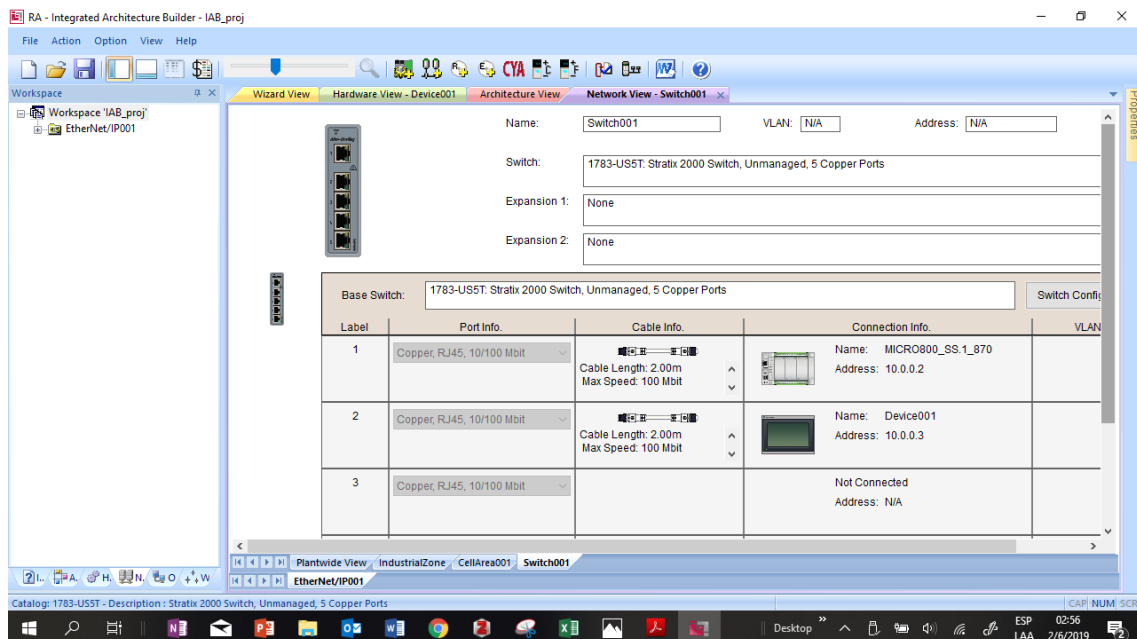 RA - Integrated Architecture Builder - IAB_proj
File Action Option View Help
CYA
Workspace
Wizard View Hardware View - Device001 Architecture View Network View - Switch001
Properties
Workspace 'IAB_proj'
EtherNet/IP001
Name: Switch001 VLAN: N/A Address: N/A
Switch: 1783-US5T: Stratix 2000 Switch, Unmanaged, 5 Copper Ports
Expansion 1: None
Expansion 2: None
Base Switch: 1783-US5T: Stratix 2000 Switch, Unmanaged, 5 Copper Ports Switch Config
Label Port Info. Cable Info. Connection Info. VLAN
1 Copper, RJ45, 10/100 Mbit
Cable Length: 2.00m
Max Speed: 100 Mbit
Name: MICRO800_SS.1_870
Address: 10.0.0.2
2 Copper, RJ45, 10/100 Mbit
Cable Length: 2.00m
Max Speed: 100 Mbit
Name: Device001
Address: 10.0.0.3
3 Copper, RJ45, 10/100 Mbit
Not Connected
Address: N/A
Plantwide View IndustrialZone CellArea001 Switch001
I.. A. H. N. O W
EtherNet/IP001
Catalog: 1783-US5T - Description : Stratix 2000 Switch, Unmanaged, 5 Copper Ports
CAP NUM SCR
Desktop
ESP
LAA
02:56
2/6/2019